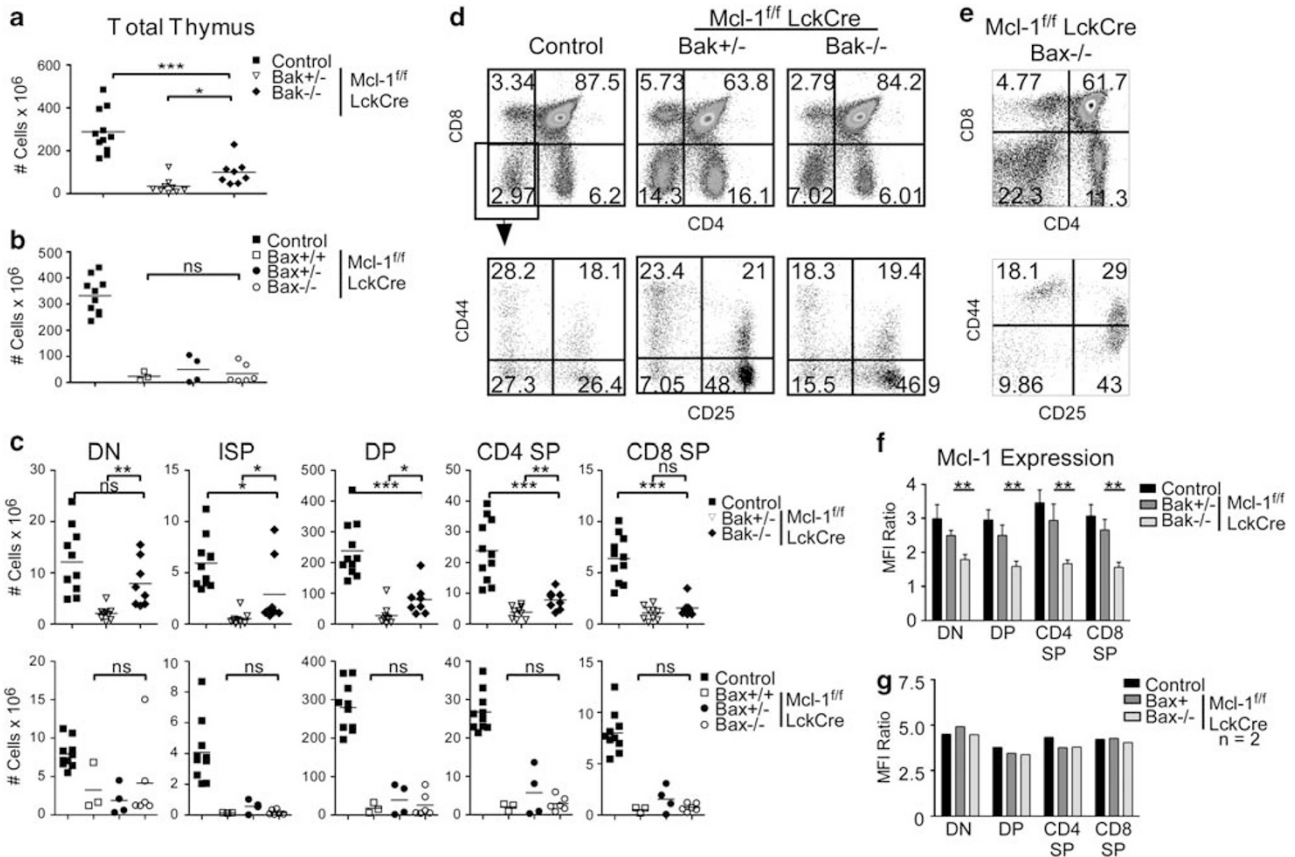 a
Total Thymus
# Cells x 10⁶
600
400
200
0
***
*
Control
Bak+/-
Bak-/-
Mcl-1f/f
LckCre
b
# Cells x 10⁶
500
400
300
200
100
0
ns
Control
Bax+/+
Bax+/-
Bax-/-
Mcl-1f/f
LckCre
c
DN
ISP
DP
CD4 SP
CD8 SP
# Cells x 10⁶
30
20
10
0
**
ns
15
10
5
0
*
*
500
400
300
200
100
0
*
***
50
40
30
20
10
0
**
***
15
10
5
0
ns
***
Control
Bak+/-
Bak-/-
Mcl-1f/f
LckCre
# Cells x 10⁶
20
15
10
5
0
ns
10
8
6
4
2
0
ns
400
300
200
100
0
ns
40
30
20
10
0
ns
15
10
5
0
ns
Control
Bax+/+
Bax+/-
Bax-/-
Mcl-1f/f
LckCre
d
Mcl-1f/f LckCre
Control
Bak+/-
Bak-/-
CD8
3.34 87.5
2.97 6.2
5.73 63.8
14.3 16.1
2.79 84.2
7.02 6.01
CD4
CD44
28.2 18.1
27.3 26.4
23.4 21
7.05 48.
18.3 19.4
15.5 46.9
CD25
e
Mcl-1f/f LckCre
Bax-/-
CD8
4.77 61.7
22.3 11.3
CD4
CD44
18.1 29
9.86 43
CD25
f
Mcl-1 Expression
MFI Ratio
4
3
2
1
0
** ** ** **
DN DP CD4 CD8
SP SP
Control
Bak+/-
Bak-/-
Mcl-1f/f
LckCre
g
MFI Ratio
7.5
5.0
2.5
0
DN DP CD4 CD8
SP SP
Control
Bax+
Bax-/-
Mcl-1f/f
LckCre
n = 2